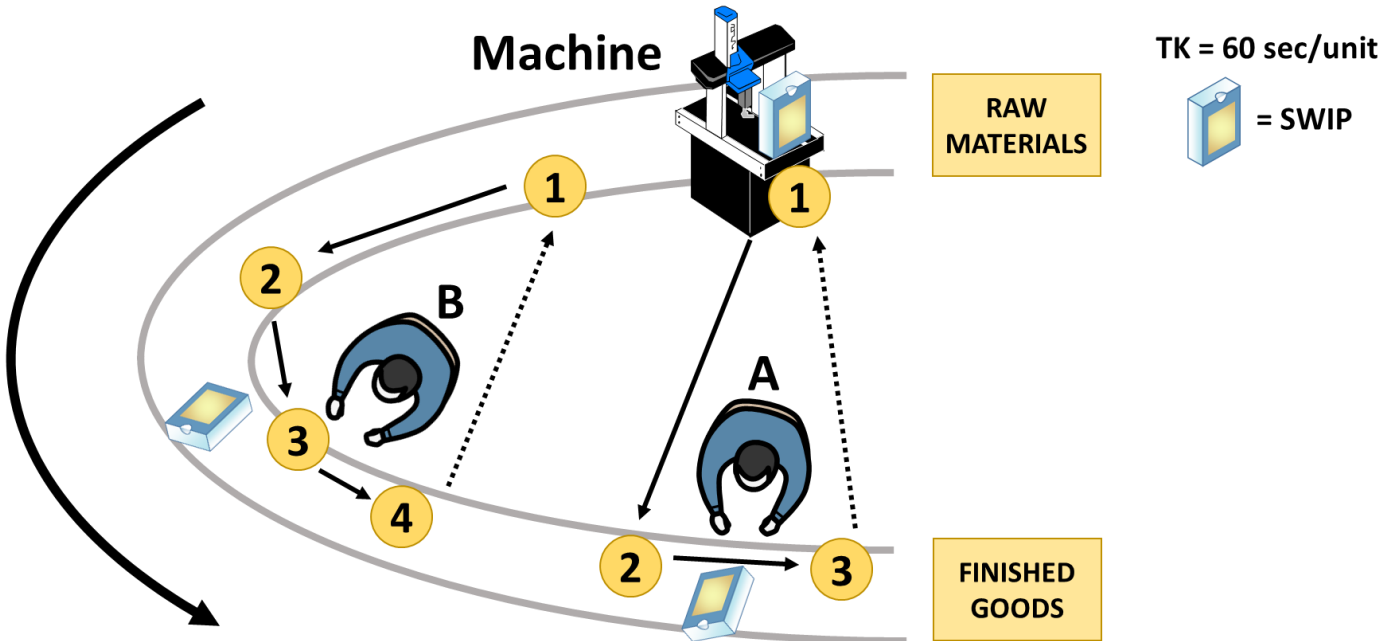 Machine
TK = 60 sec/unit
RAW
MATERIALS
= SWIP
1
1
2
B
A
3
4
2
3
FINISHED
GOODS